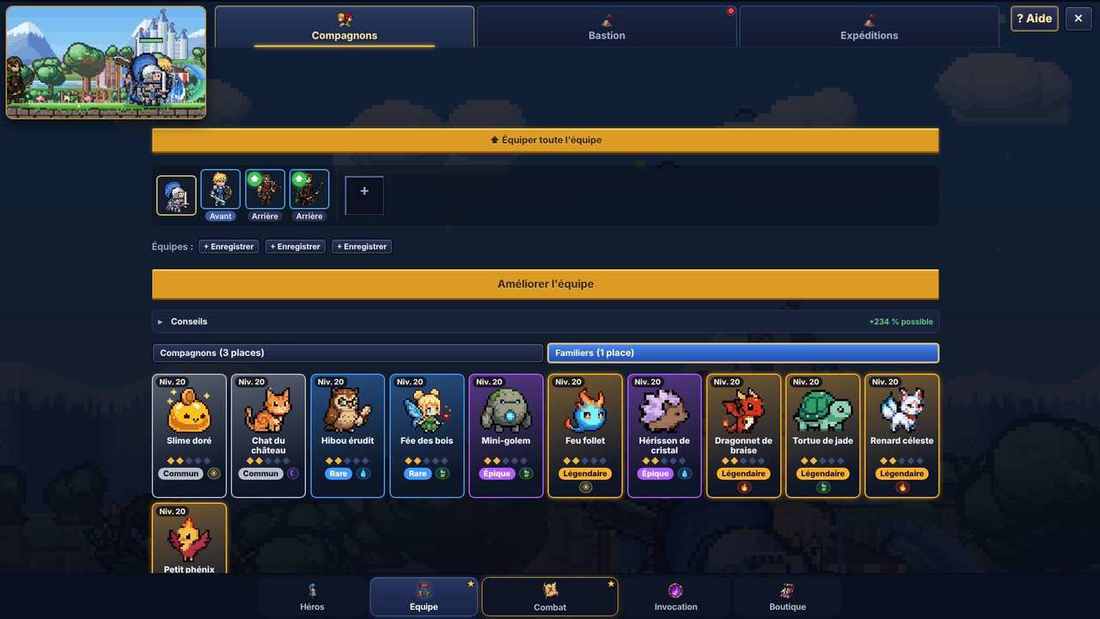 Compagnons
Bastion
Expéditions
? Aide
×
Équiper toute l'équipe
Avant
Arrière
Arrière
+
Équipes :
+ Enregistrer
+ Enregistrer
+ Enregistrer
Améliorer l'équipe
► Conseils
+234 % possible
Compagnons (3 places)
Familiers (1 place)
Niv. 20
Slime doré
Commun
Niv. 20
Chat du
château
Commun
Niv. 20
Hibou érudit
Rare
Niv. 20
Fée des bois
Rare
Niv. 20
Mini-golem
Épique
Niv. 20
Feu follet
Légendaire
Niv. 20
Hérisson de
cristal
Épique
Niv. 20
Dragonnet de
braise
Légendaire
Niv. 20
Tortue de jade
Légendaire
Niv. 20
Renard céleste
Légendaire
Niv. 20
Petit phénix
Héros
Équipe
Combat
Invocation
Boutique